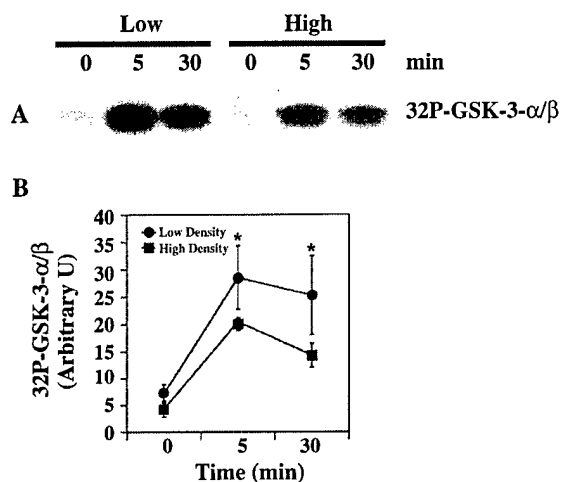 Low High
0 5 30 0 5 30 min
A 32P-GSK-3-α/β
B
32P-GSK-3-α/β
(Arbitrary U)
40
35
30
25
20
15
10
5
0
Low Density
High Density
* *
0 5 30
Time (min)